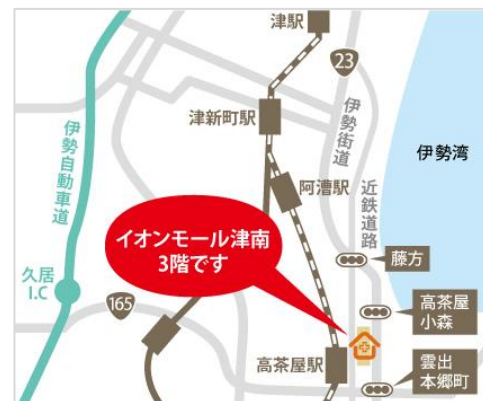 津駅
23
津新町駅
伊勢街道
伊勢湾
伊勢自動車道
阿漕駅
近鉄道路
イオンモール津南
3階です
藤方
久居
I.C
165
高茶屋
小森
高茶屋駅
雲出
本郷町